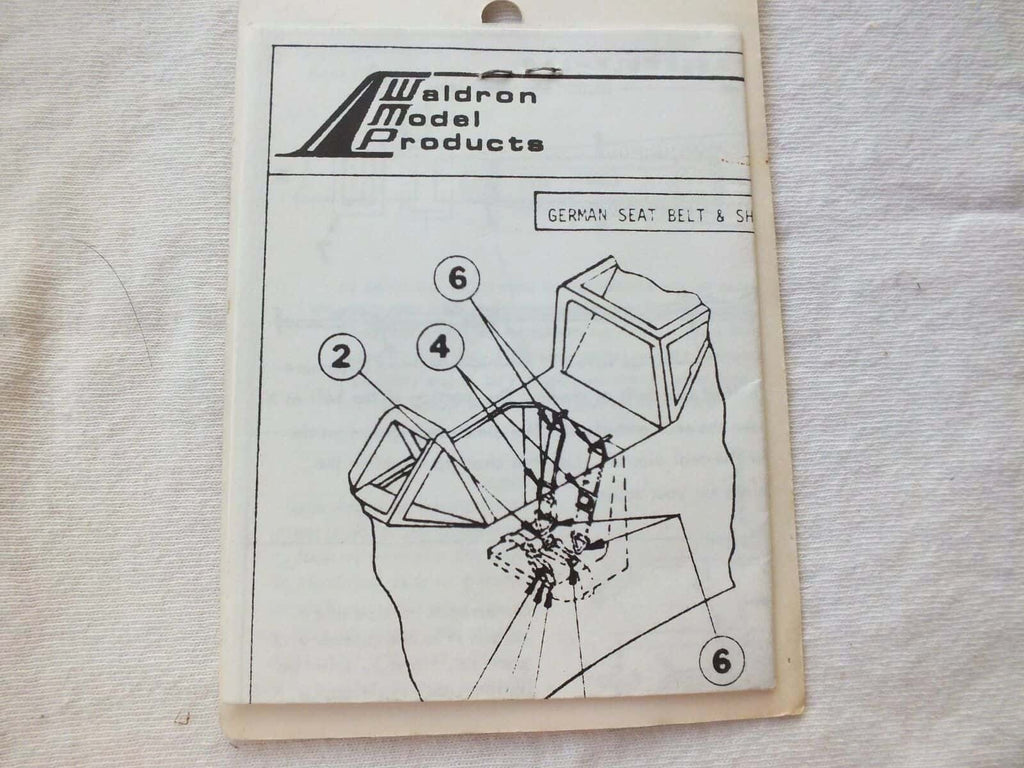 Waldron
Model
Products
GERMAN SEAT BELT & SH
6
2
4
6